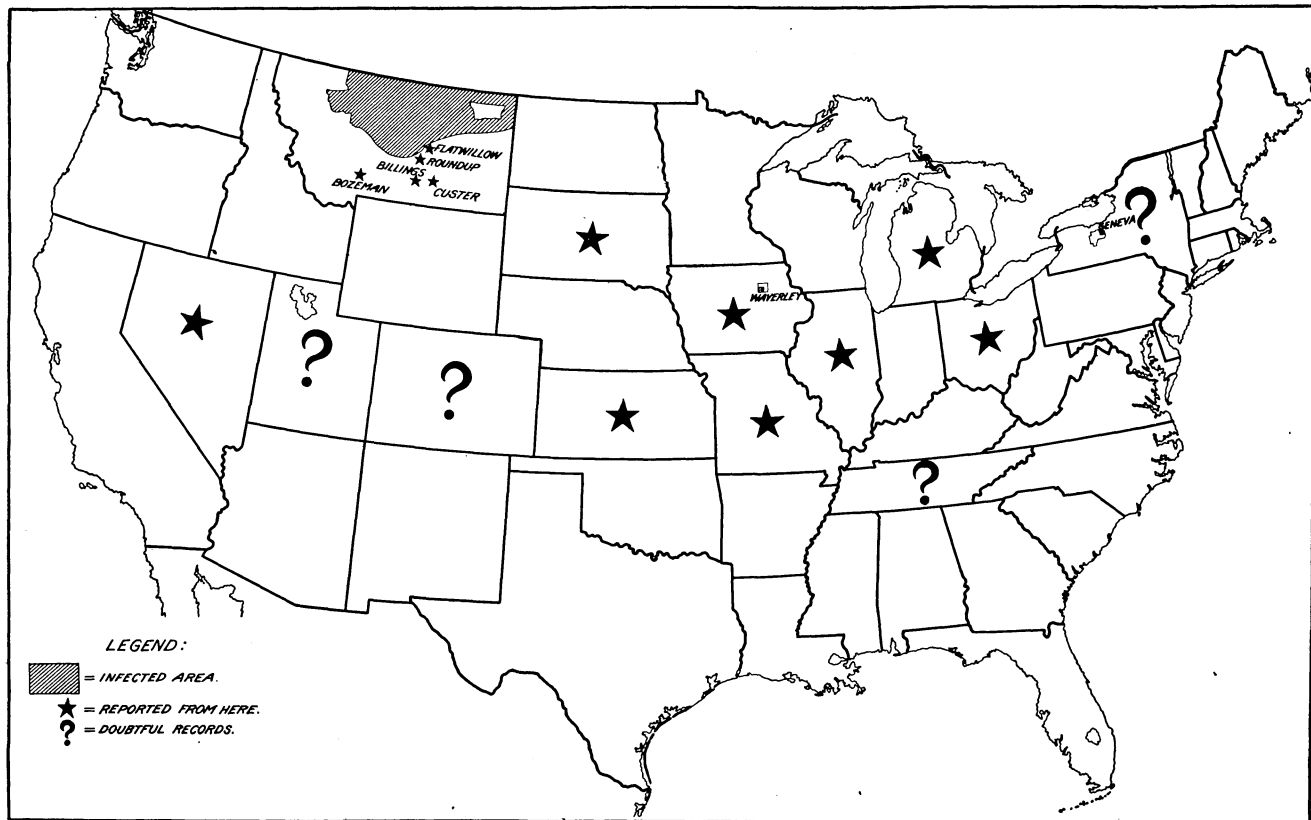 FLATWILLOW
ROUNDUP
BILLINGS
BOZEMAN
CUSTER
?
GENEVA
WAVERLEY
?
?
?
LEGEND:
= INFECTED AREA.
= REPORTED FROM HERE.
? = DOUBTFUL RECORDS.